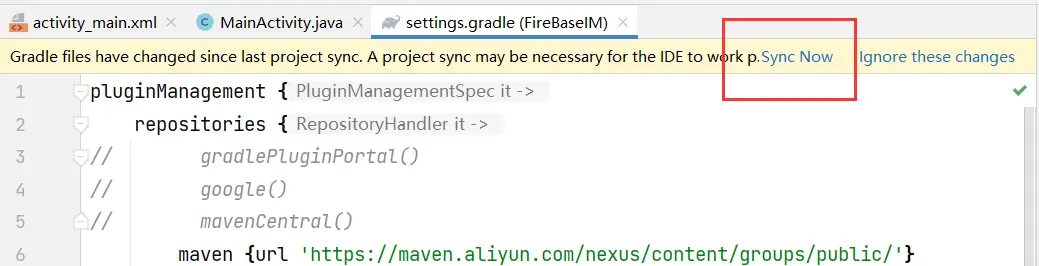 activity_main.xml MainActivity.java settings.gradle (FireBaseIM)
Gradle files have changed since last project sync. A project sync may be necessary for the IDE to work p. Sync Now Ignore these changes
1 pluginManagement { PluginManagementSpec it ->
2 repositories { RepositoryHandler it ->
3 // gradlePluginPortal()
4 // google()
5 // mavenCentral()
6 maven {url 'https://maven.aliyun.com/nexus/content/groups/public/'}